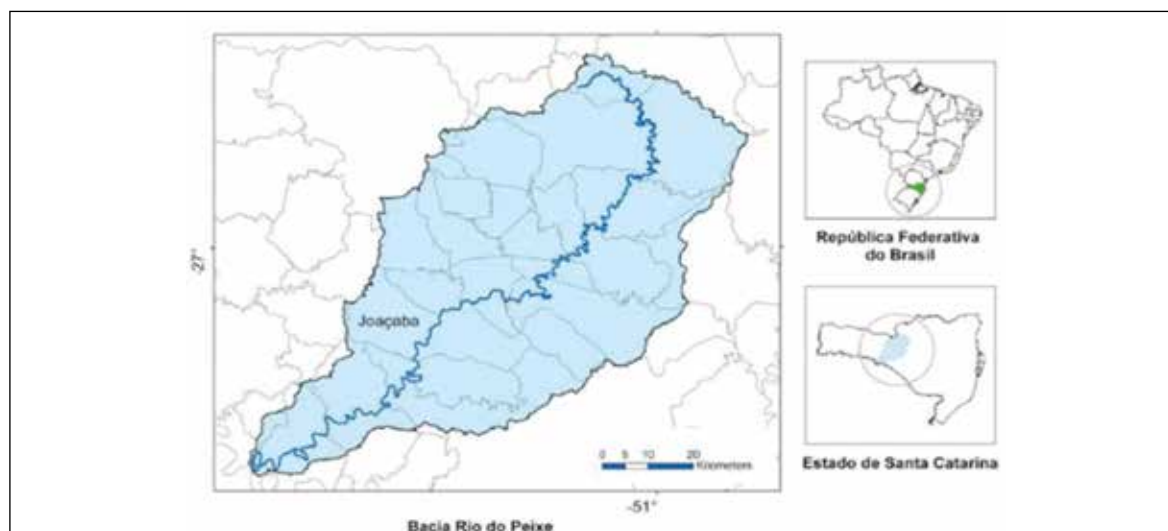 -27°
Joaçaba
0 5 10 20
Kilometers
-51°
Bacia Rio do Peixe
República Federativa
do Brasil
Estado de Santa Catarina